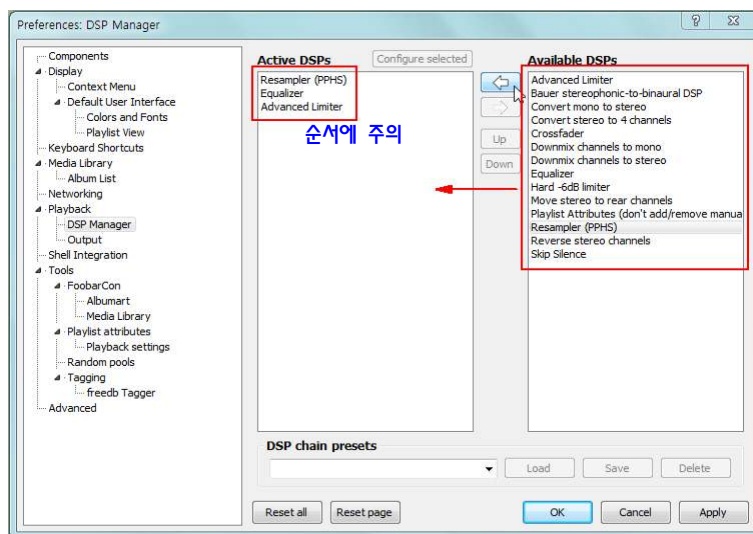 Preferences: DSP Manager
Components
Display
Context Menu
Default User Interface
Colors and Fonts
Playlist View
Keyboard Shortcuts
Media Library
Album List
Networking
Playback
DSP Manager
Output
Shell Integration
Tools
FoobarCon
Albumart
Media Library
Playlist attributes
Playback settings
Random pools
Tagging
freedb Tagger
Advanced
Active DSPs
Configure selected
Resampler (PPHS)
Equalizer
Advanced Limiter
순서에 주의
Up
Down
Available DSPs
Advanced Limiter
Bauer stereophonic-to-binaural DSP
Convert mono to stereo
Convert stereo to 4 channels
Crossfader
Downmix channels to mono
Downmix channels to stereo
Equalizer
Hard -6dB limiter
Move stereo to rear channels
Playlist Attributes (don't add/remove manua
Resampler (PPHS)
Reverse stereo channels
Skip Silence
DSP chain presets
Load Save Delete
Reset all Reset page OK Cancel Apply